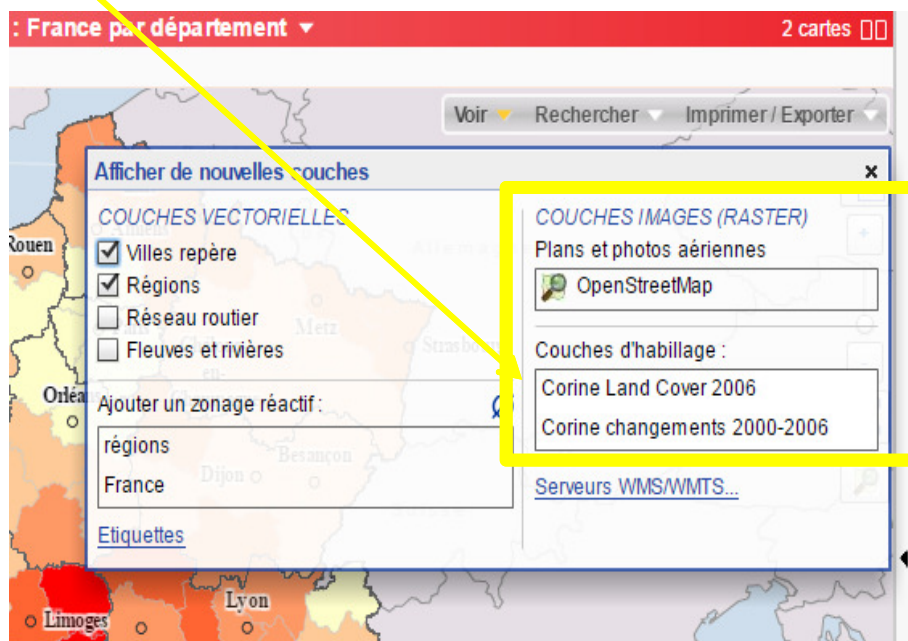 : France par département
2 cartes
Voir Rechercher Imprimer / Exporter
Afficher de nouvelles couches x
COUCHES VECTORIELLES
Villes repère
Régions
Réseau routier
Fleuves et rivières
Ajouter un zonage réactif :
régions
France
Etiquettes
COUCHES IMAGES (RASTER)
Plans et photos aériennes
OpenStreetMap
Couches d'habillage :
Corine Land Cover 2006
Corine changements 2000-2006
Serveurs WMS/WMTS...
Rouen
Amiens
Metz
Strasbou
Orléa
Besançon
Dijon
Limoges
Lyon